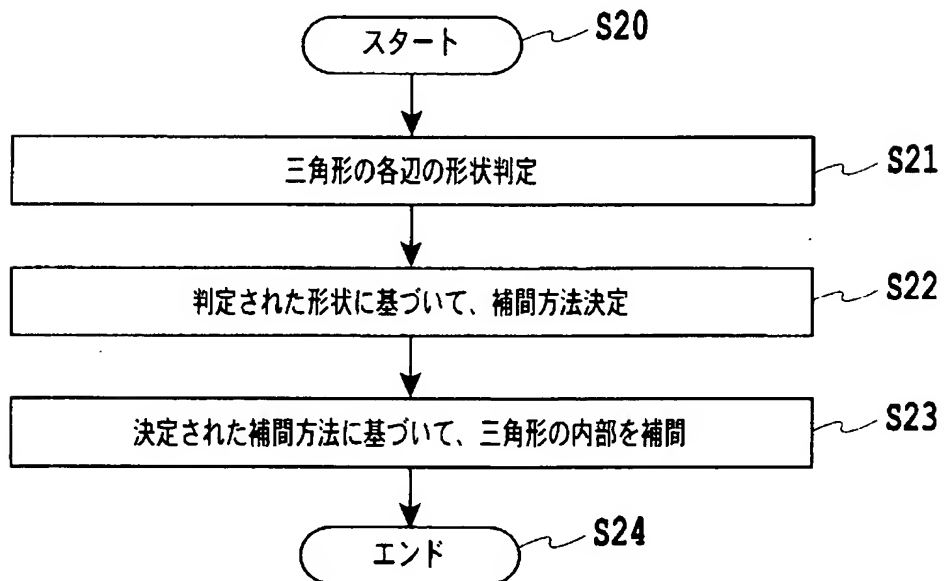 スタート
S20
三角形の各辺の形状判定
S21
判定された形状に基づいて、補間方法決定
S22
決定された補間方法に基づいて、三角形の内部を補間
S23
エンド
S24